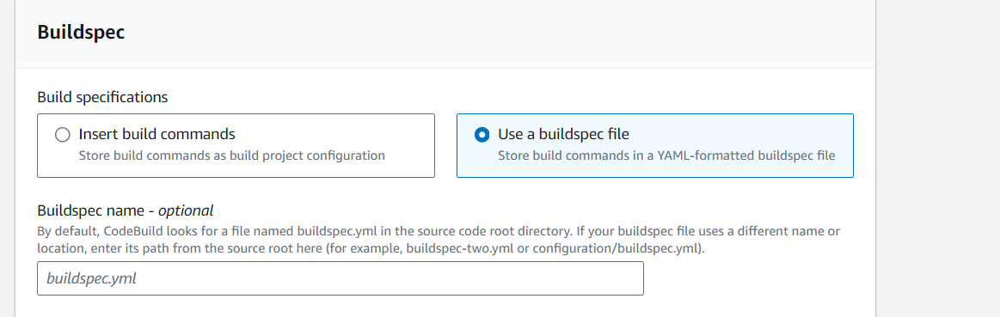 Buildspec
Build specifications
Insert build commands
Store build commands as build project configuration
Use a buildspec file
Store build commands in a YAML-formatted buildspec file
Buildspec name - optional
By default, CodeBuild looks for a file named buildspec.yml in the source code root directory. If your buildspec file uses a different name or
location, enter its path from the source root here (for example, buildspec-two.yml or configuration/buildspec.yml).
buildspec.yml